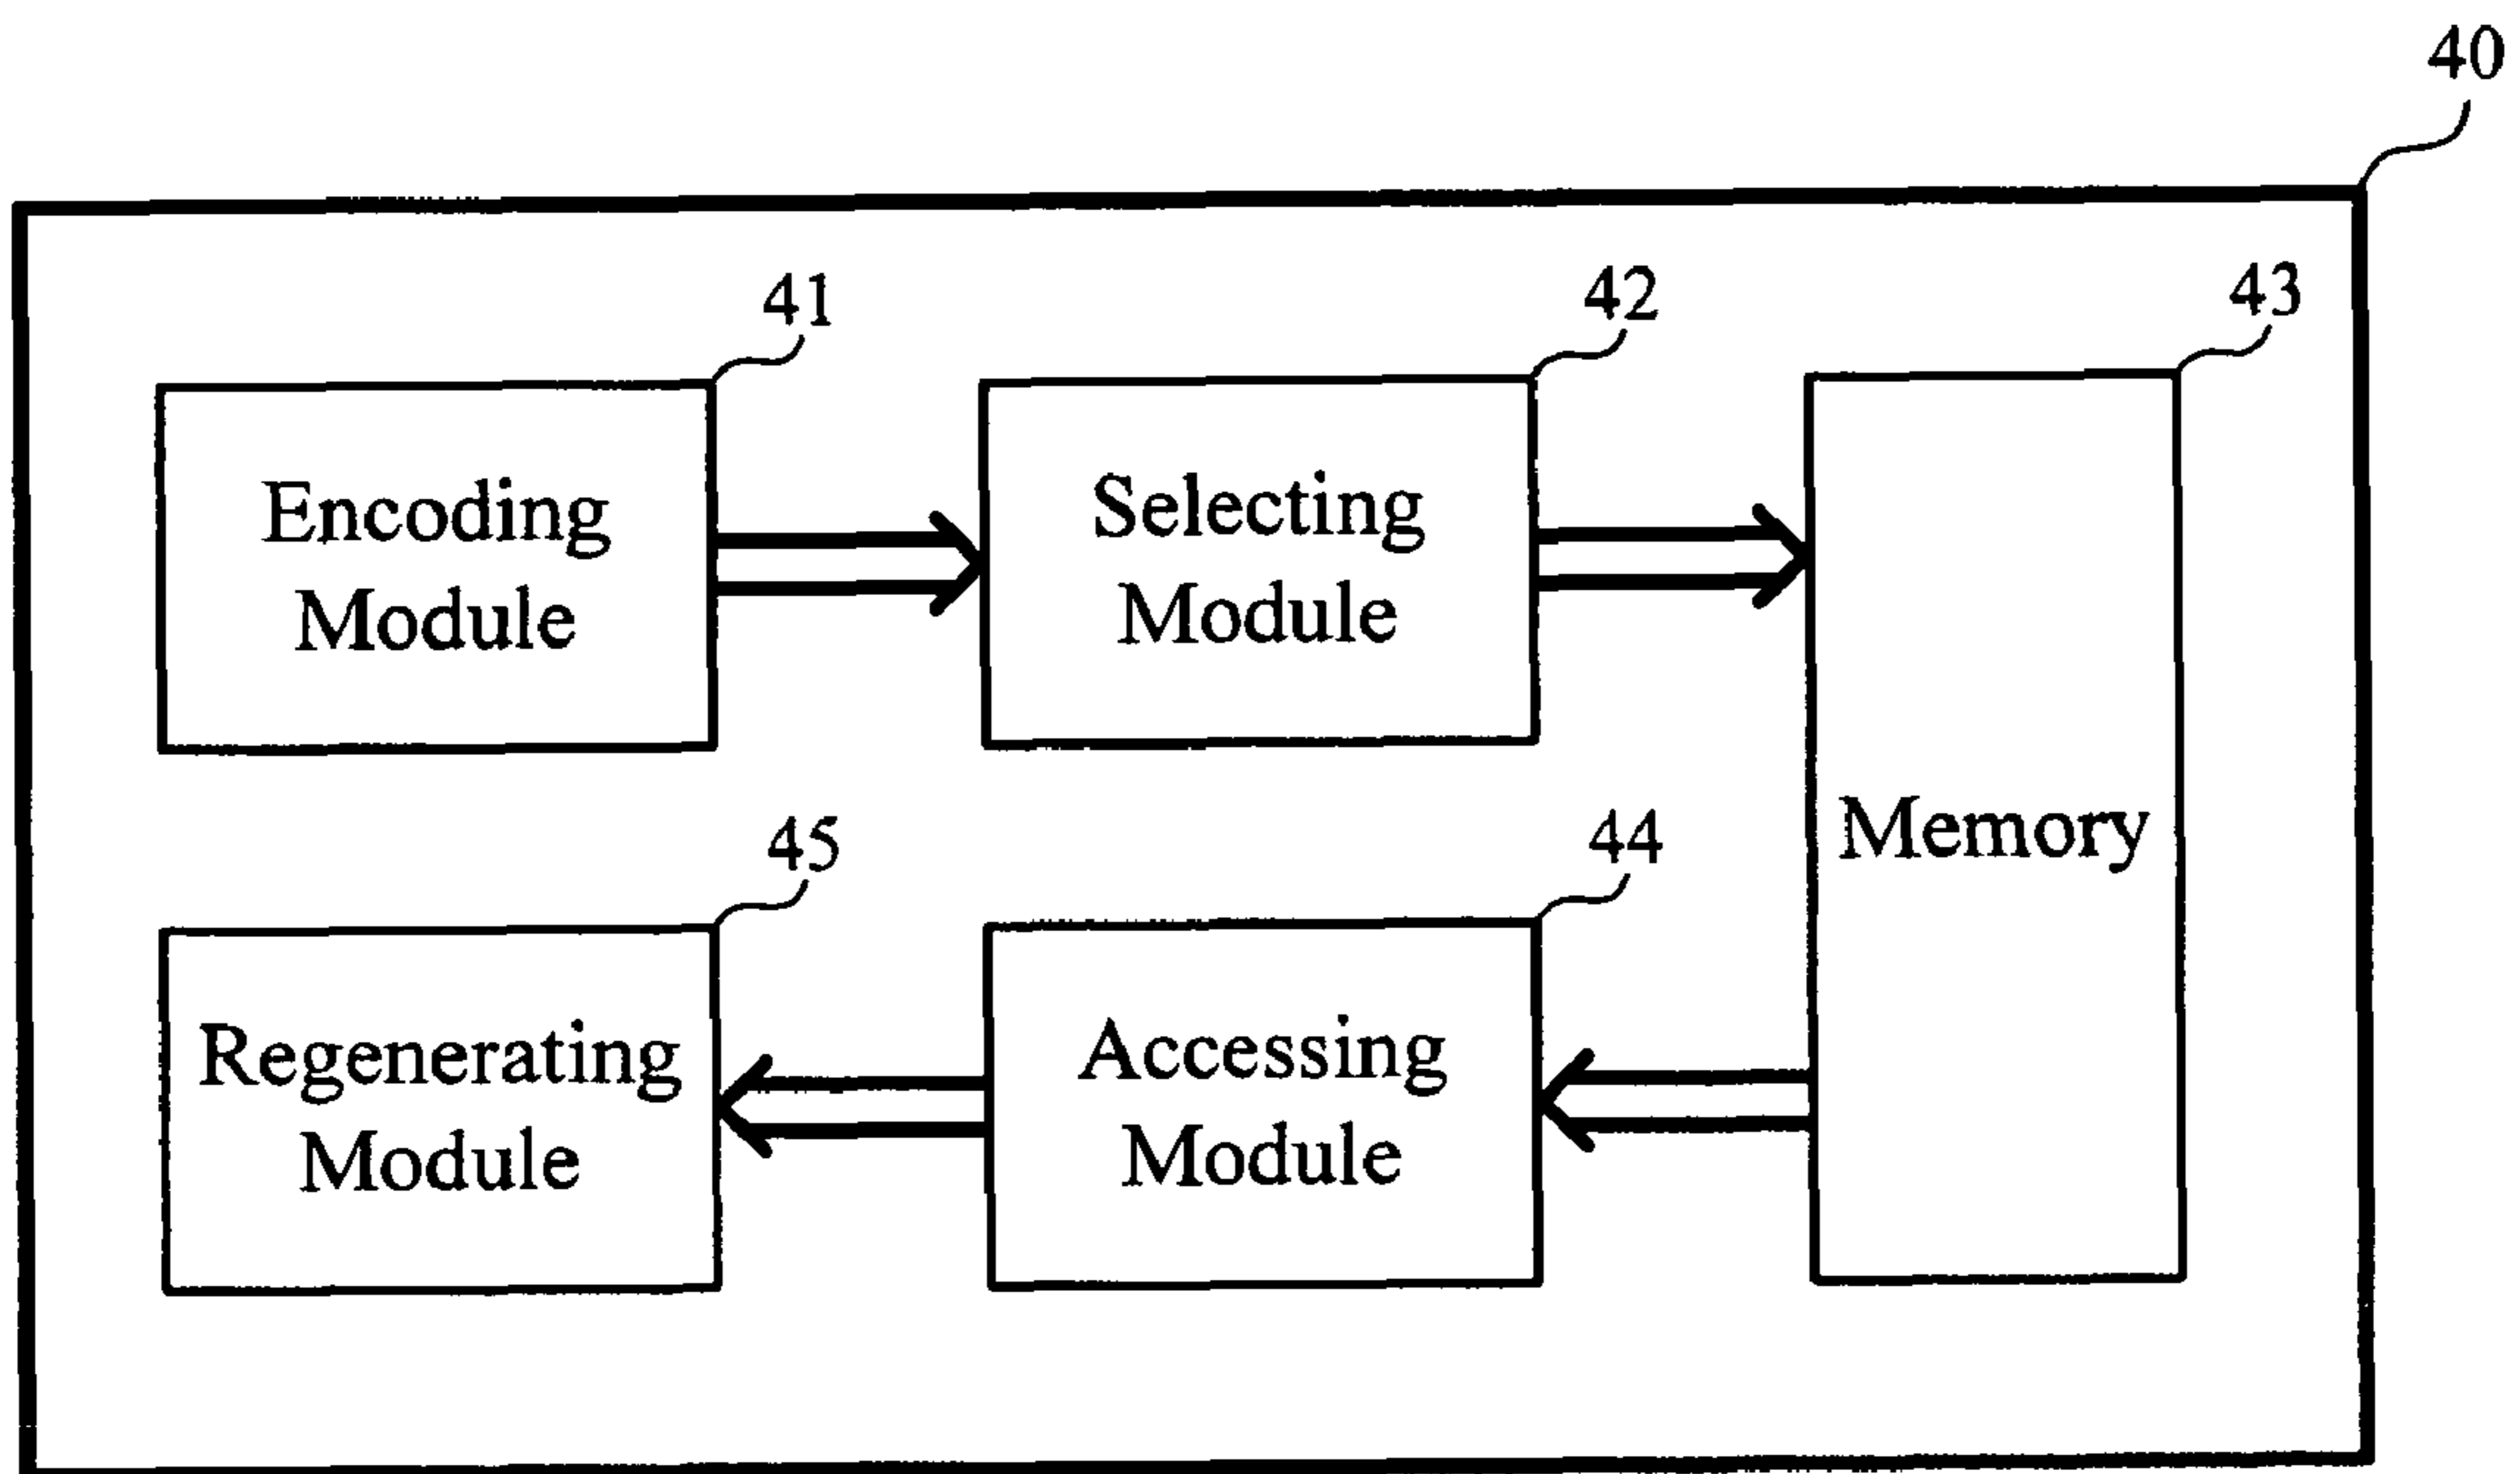 40
41
42
43
Encoding
Module
Selecting
Module
Memory
45
44
Regenerating
Module
Accessing
Module